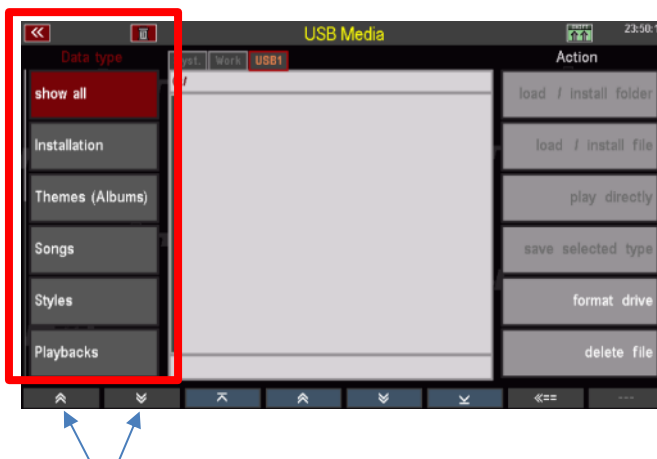 USB Media
23:50:1
Data type
yst. Work USB1
Action
show all
/
load / install folder
Installation
load / install file
Themes (Albums)
play directly
Songs
save selected type
Styles
format drive
Playbacks
delete file
«==
---